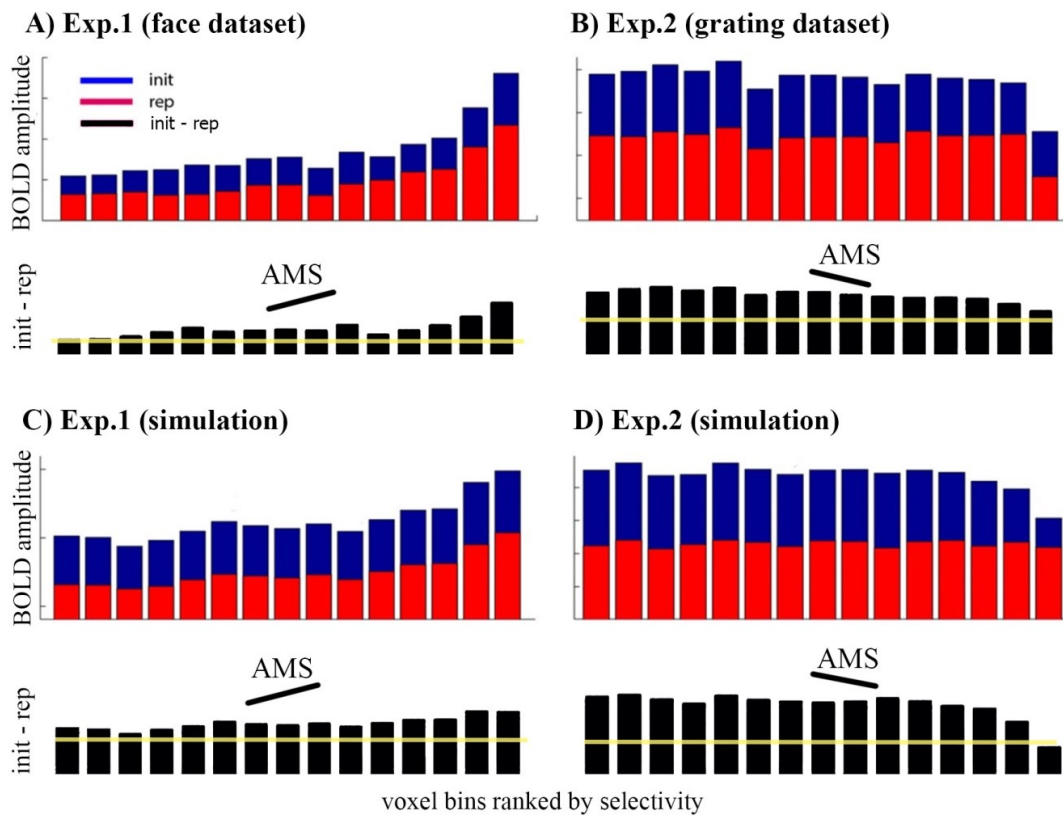 A) Exp.1 (face dataset)
BOLD amplitude
init
rep
init - rep
init - rep
AMS
B) Exp.2 (grating dataset)
AMS
C) Exp.1 (simulation)
BOLD amplitude
init - rep
AMS
D) Exp.2 (simulation)
AMS
voxel bins ranked by selectivity